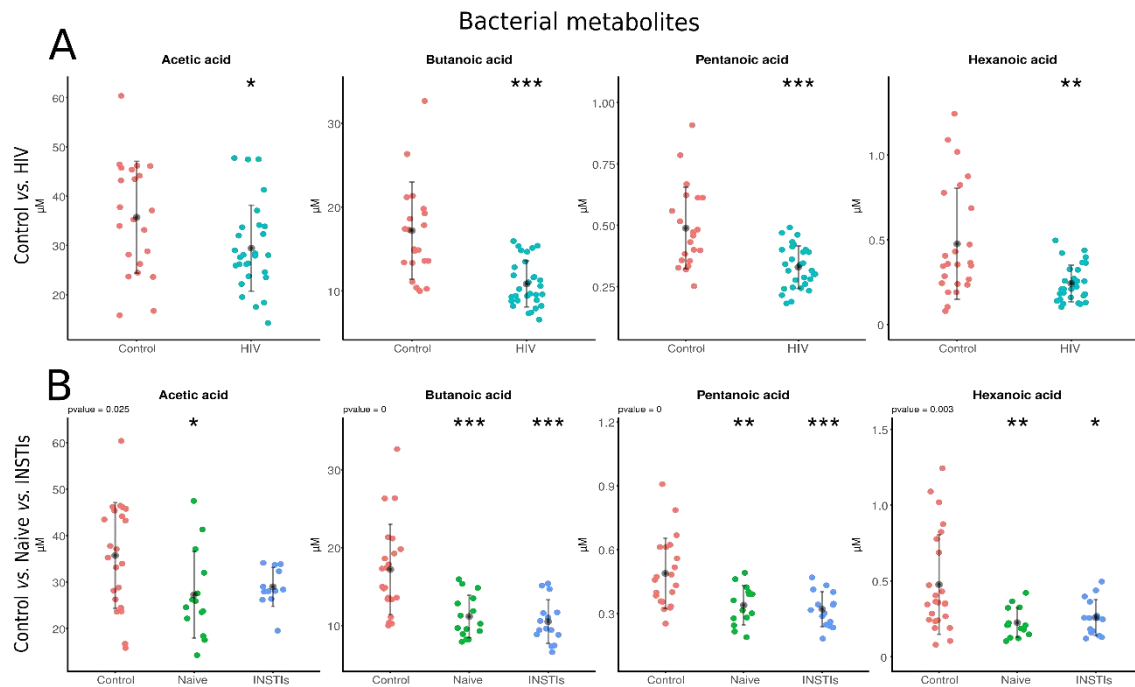 Bacterial metabolites
A
Control vs. HIV
Acetic acid
*
60
50
40
30
20
µM
Control
HIV
Butanoic acid
***
30
20
10
µM
Control
HIV
Pentanoic acid
***
1.00
0.75
0.50
0.25
µM
Control
HIV
Hexanoic acid
**
1.0
0.5
0
µM
Control
HIV
B
Control vs. Naive vs. INSTIs
Acetic acid
pvalue = 0.025
*
60
50
40
30
20
µM
Control
Naive
INSTIs
Butanoic acid
pvalue = 0
***
***
30
20
10
µM
Control
Naive
INSTIs
Pentanoic acid
pvalue = 0
**
***
1.2
0.9
0.6
0.3
µM
Control
Naive
INSTIs
Hexanoic acid
pvalue = 0.003
**
*
1.5
1.0
0.5
0
µM
Control
Naive
INSTIs